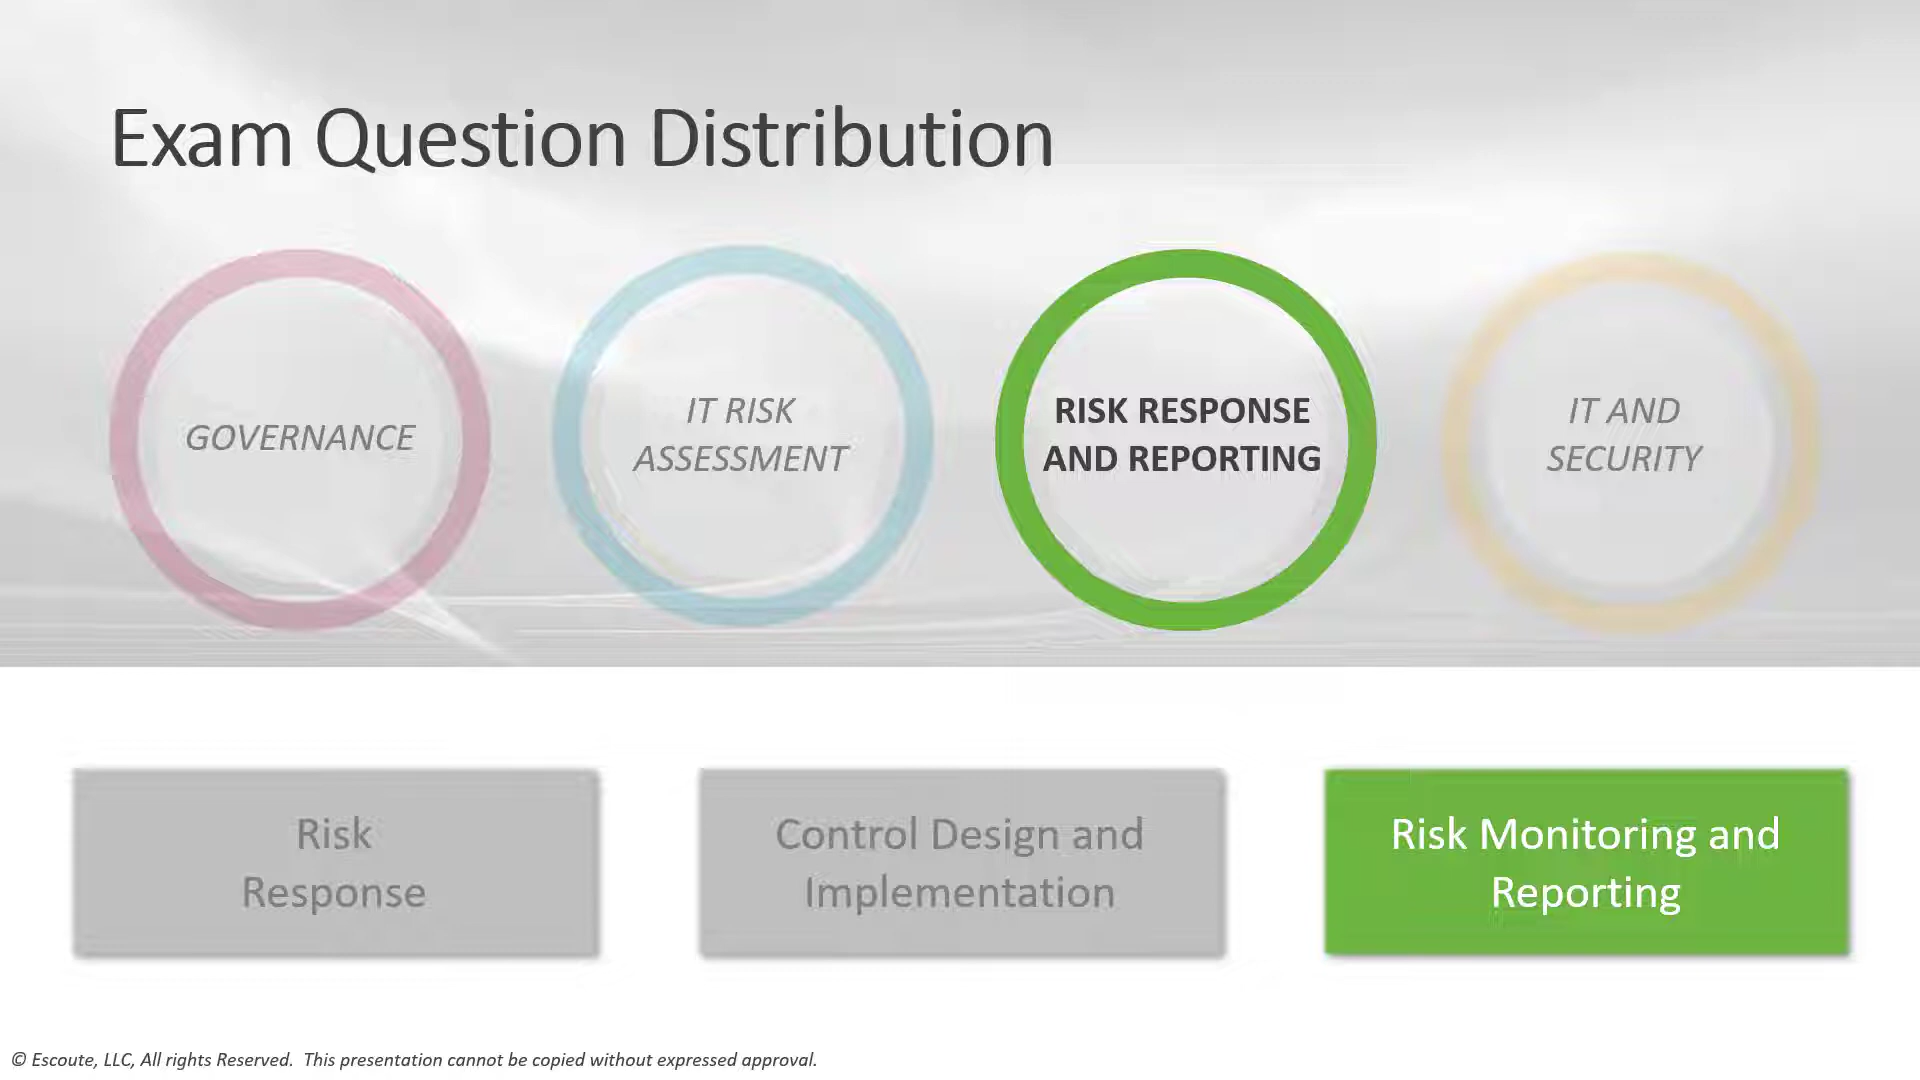 Exam Question Distribution
GOVERNANCE
IT RISK
ASSESSMENT
RISK RESPONSE
AND REPORTING
IT AND
SECURITY
Risk
Response
Control Design and
Implementation
Risk Monitoring and
Reporting
© Escoute, LLC, All rights Reserved.  This presentation cannot be copied without expressed approval.